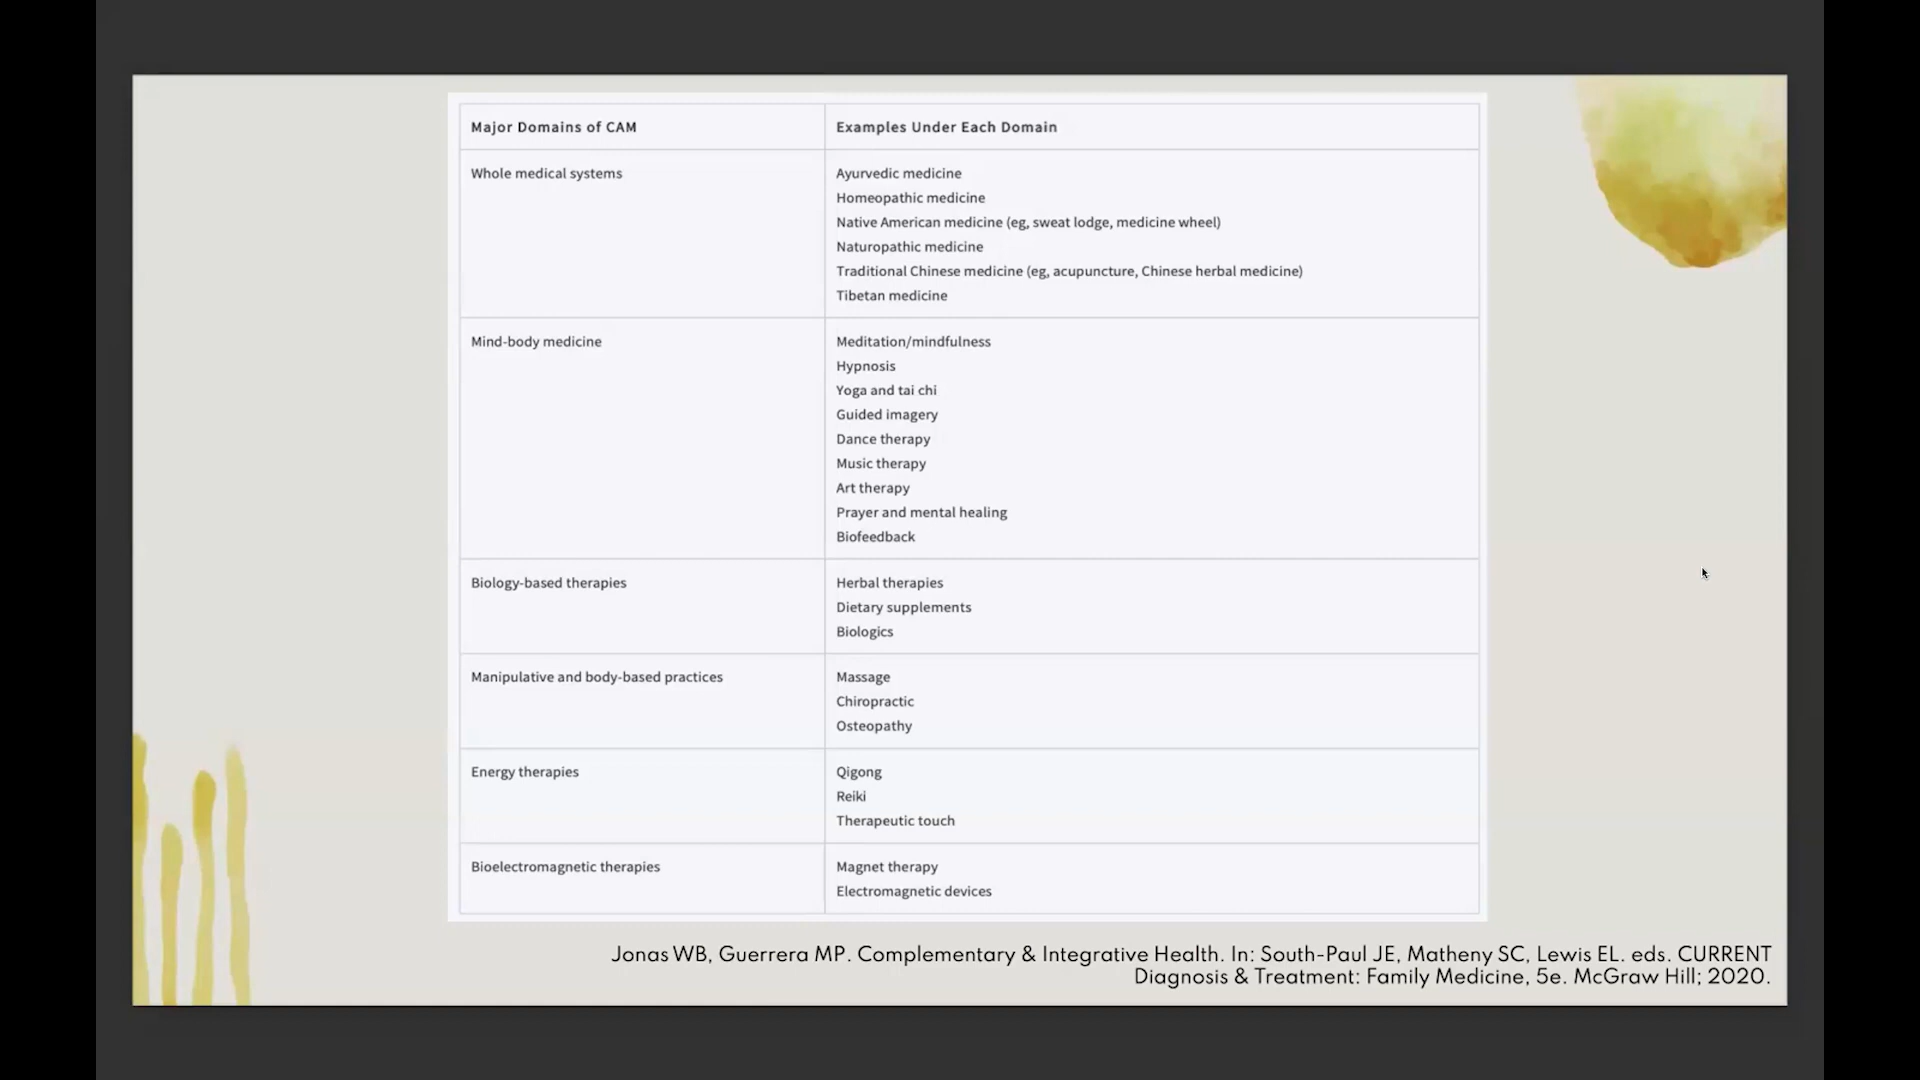 Major Domains of CAM
Examples Under Each Domain
Whole medical systems
Ayurvedic medicine
Homeopathic medicine
Native American medicine (eg, sweat lodge, medicine wheel)
Naturopathic medicine
Traditional Chinese medicine (eg, acupuncture, Chinese herbal medicine)
Tibetan medicine
Mind-body medicine
Meditation/mindfulness
Hypnosis
Yoga and tai chi
Guided imagery
Dance therapy
Music therapy
Art therapy
Prayer and mental healing
Biofeedback
Biology-based therapies
Herbal therapies
Dietary supplements
Biologics
Manipulative and body-based practices
Massage
Chiropractic
Osteopathy
Energy therapies
Qigong
Reiki
Therapeutic touch
Bioelectromagnetic therapies
Magnet therapy
Electromagnetic devices
Jonas WB, Guerrera MP. Complementary & Integrative Health. In: South-Paul JE, Matheny SC, Lewis EL. eds. CURRENT
Diagnosis & Treatment: Family Medicine, 5e. McGraw Hill; 2020.